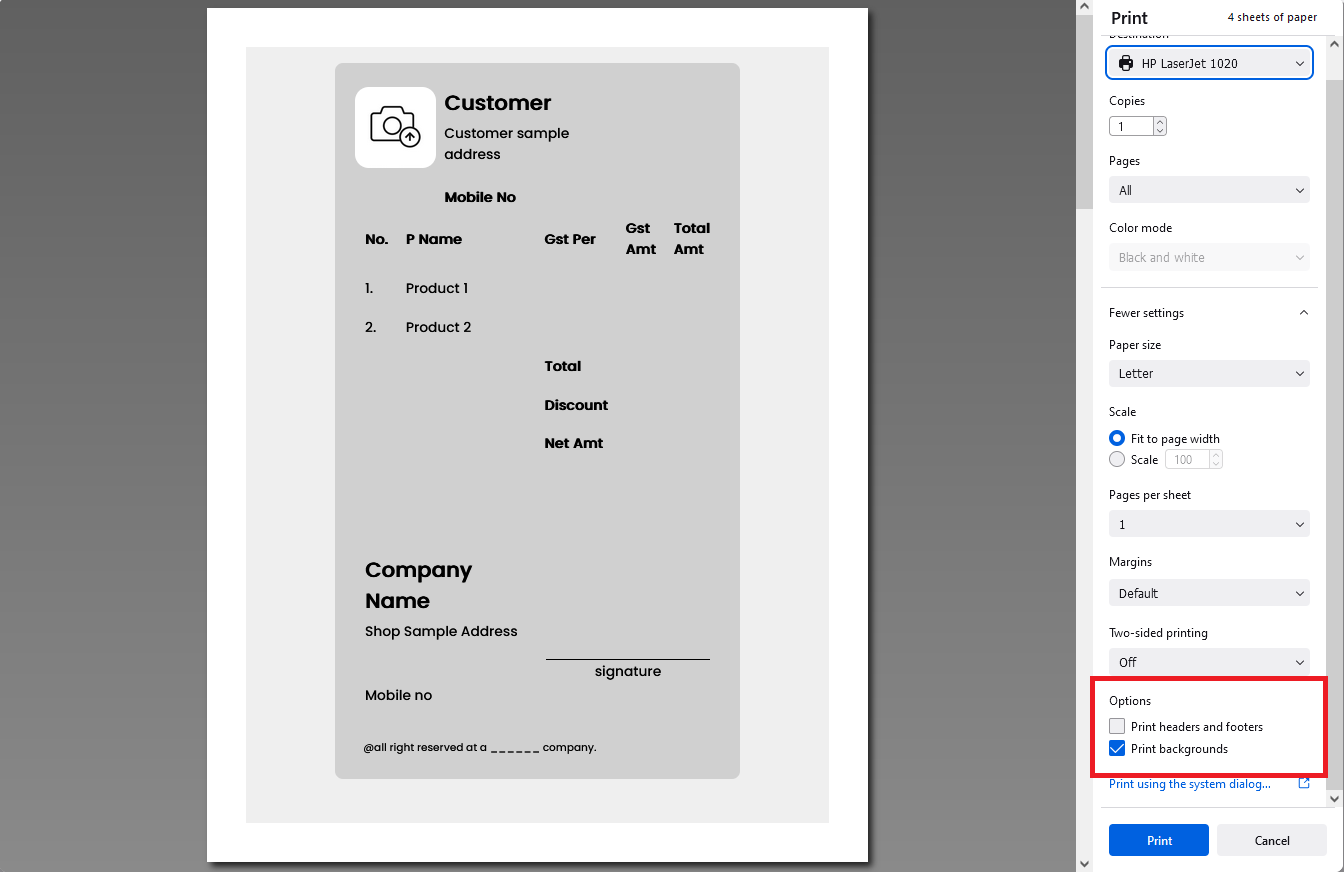 Customer
Customer sample
address
Mobile No
No. P Name Gst Per Gst Amt Total Amt
1. Product 1
2. Product 2
Total
Discount
Net Amt
Company
Name
Shop Sample Address
signature
Mobile no
@all right reserved at a ______ company.
Print 4 sheets of paper
Destination
HP LaserJet 1020
Copies
1
Pages
All
Color mode
Black and white
Fewer settings
Paper size
Letter
Scale
Fit to page width
Scale 100
Pages per sheet
1
Margins
Default
Two-sided printing
Off
Options
Print headers and footers
Print backgrounds
Print using the system dialog...
Print Cancel